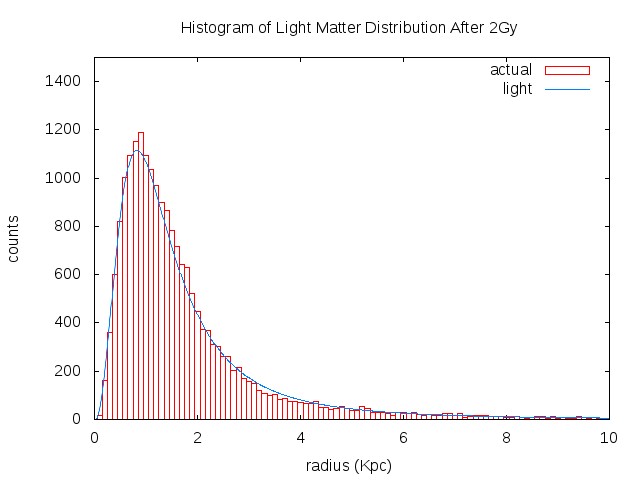 Histogram of Light Matter Distribution After 2Gy
actual
light
1400
1200
1000
800
600
400
200
0
counts
0 2 4 6 8 10
radius (Kpc)